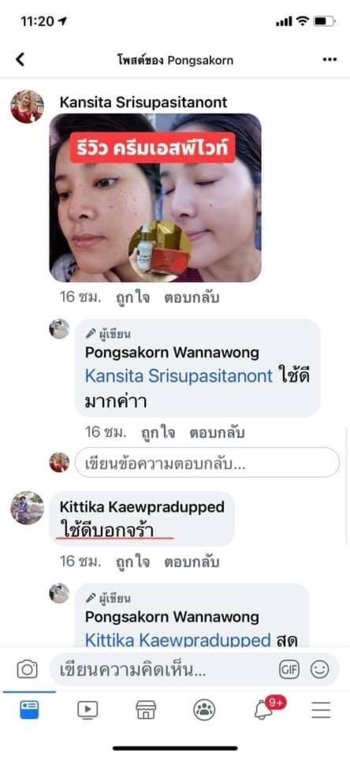 11:20
โพสต์ของ Pongsakorn
Kansita Srisupasitanont
รีวิว ครีมเอสพีไวท์
16 ชม. ถูกใจ ตอบกลับ
ผู้เขียน
Pongsakorn Wannawong
Kansita Srisupasitanont ใช้ดี
มากค่าา
16 ชม. ถูกใจ ตอบกลับ
เขียนข้อความตอบกลับ...
Kittika Kaewpradupped
ใช้ดีบอกจร้า
16 ชม. ถูกใจ ตอบกลับ
ผู้เขียน
Pongsakorn Wannawong
Kittika Kaewpradupped สด
เขียนความคิดเห็น...
GIF
9+